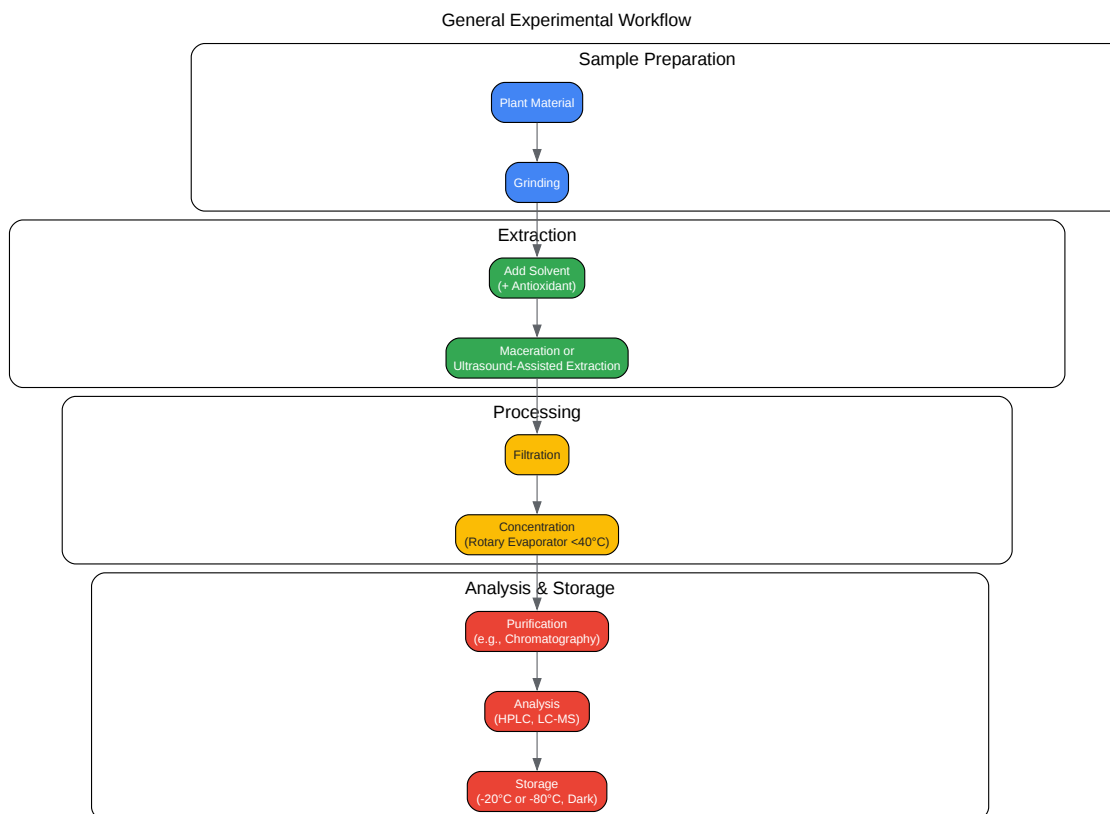 General Experimental Workflow
Sample Preparation
Plant Material
Grinding
Extraction
Add Solvent
(+ Antioxidant)
Maceration or
Ultrasound-Assisted Extraction
Processing
Filtration
Concentration
(Rotary Evaporator <40°C)
Analysis & Storage
Purification
(e.g., Chromatography)
Analysis
(HPLC, LC-MS)
Storage
(-20°C or -80°C, Dark)